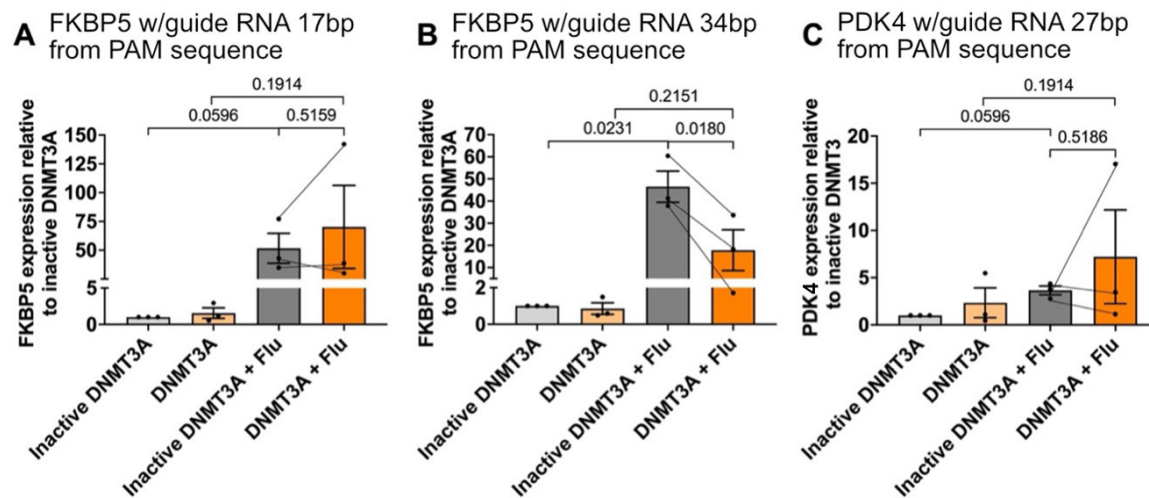 A FKBP5 w/guide RNA 17bp
from PAM sequence
0.1914
0.0596
0.5159
FKBP5 expression relative
to inactive DNMT3A
150
125
100
75
50
5
0
Inactive DNMT3A
DNMT3A
Inactive DNMT3A + Flu
DNMT3A + Flu
B FKBP5 w/guide RNA 34bp
from PAM sequence
0.2151
0.0231
0.0180
FKBP5 expression relative
to inactive DNMT3A
70
60
50
40
30
20
10
2
0
Inactive DNMT3A
DNMT3A
Inactive DNMT3A + Flu
DNMT3A + Flu
C PDK4 w/guide RNA 27bp
from PAM sequence
0.1914
0.0596
0.5186
PDK4 expression relative
to inactive DNMT3
20
15
10
5
0
Inactive DNMT3A
DNMT3A
Inactive DNMT3A + Flu
DNMT3A + Flu